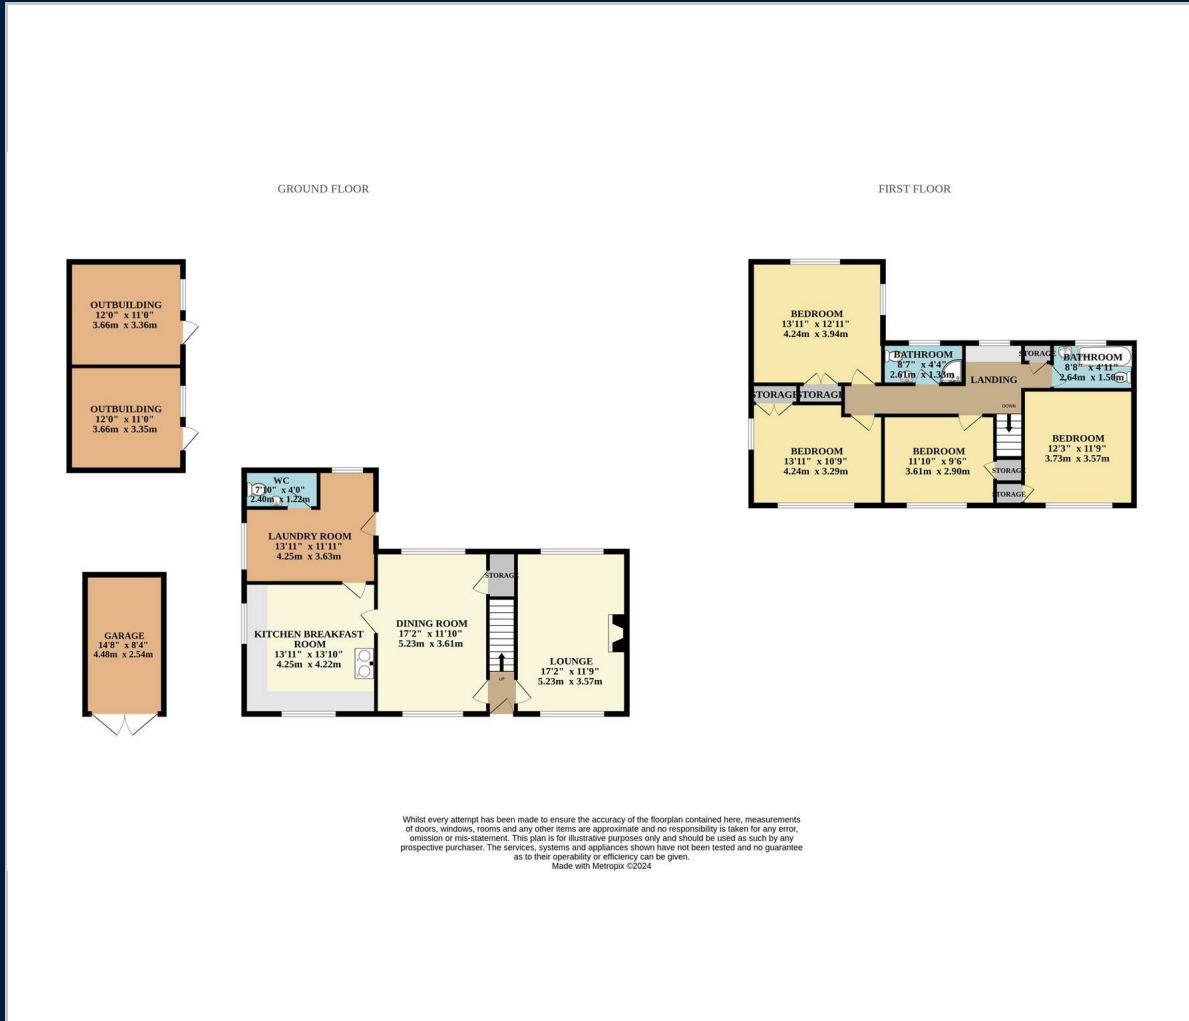 GROUND FLOOR
OUTBUILDING
12'0" x 11'0"
3.66m x 3.36m
OUTBUILDING
12'0" x 11'0"
3.66m x 3.35m
WC
7'10" x 4'0"
2.40m x 1.22m
LAUNDRY ROOM
13'11" x 11'11"
4.25m x 3.63m
GARAGE
14'8" x 8'4"
4.48m x 2.54m
KITCHEN BREAKFAST
ROOM
13'11" x 13'10"
4.25m x 4.22m
DINING ROOM
17'2" x 11'10"
5.23m x 3.61m
STORAGE
UP
LOUNGE
17'2" x 11'9"
5.23m x 3.57m
FIRST FLOOR
BEDROOM
13'11" x 12'11"
4.24m x 3.94m
BATHROOM
8'7" x 4'4"
2.61m x 1.33m
LANDING
STORAGE
BATHROOM
8'8" x 4'11"
2.64m x 1.50m
STORAGE
STORAGE
DOWN
BEDROOM
13'11" x 10'9"
4.24m x 3.29m
BEDROOM
11'10" x 9'6"
3.61m x 2.90m
STORAGE
STORAGE
BEDROOM
12'3" x 11'9"
3.73m x 3.57m
Whilst every attempt has been made to ensure the accuracy of the floorplan contained here, measurements
of doors, windows, rooms and any other items are approximate and no responsibility is taken for any error,
omission or mis-statement. This plan is for illustrative purposes only and should be used as such by any
prospective purchaser. The services, systems and appliances shown have not been tested and no guarantee
as to their operability or efficiency can be given.
Made with Metropix ©2024